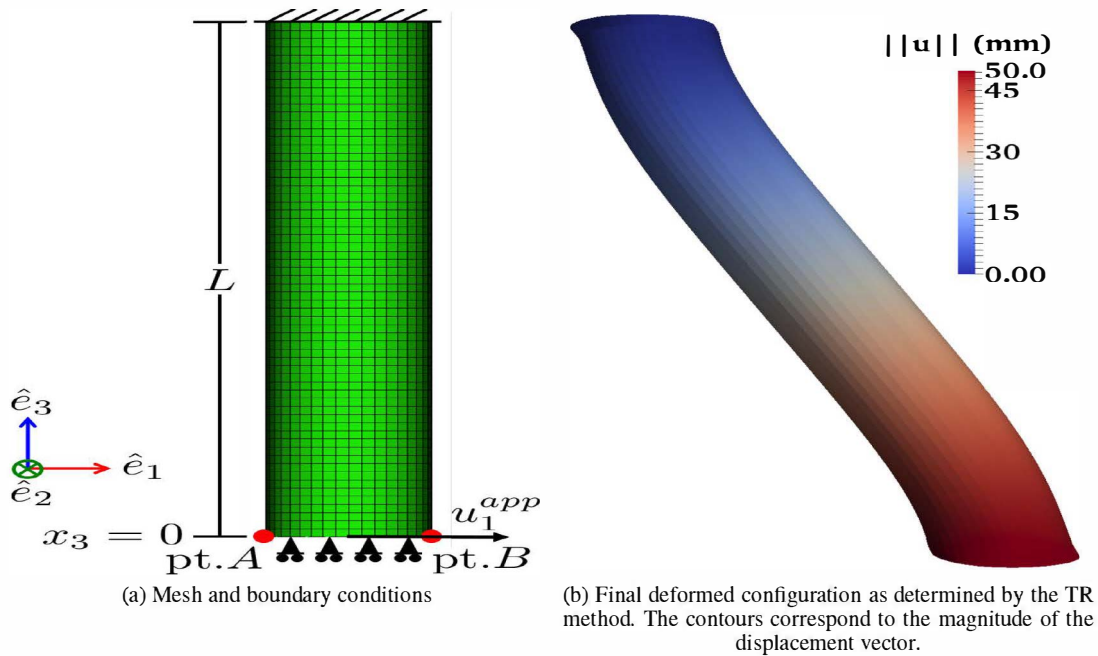 L
ê₃
ê₁
ê₂
x₃ = 0
u₁ᵃᵖᵖ
pt.A
pt.B
(a) Mesh and boundary conditions
||u|| (mm)
50.0
45
30
15
0.00
(b) Final deformed configuration as determined by the TR
method. The contours correspond to the magnitude of the
displacement vector.